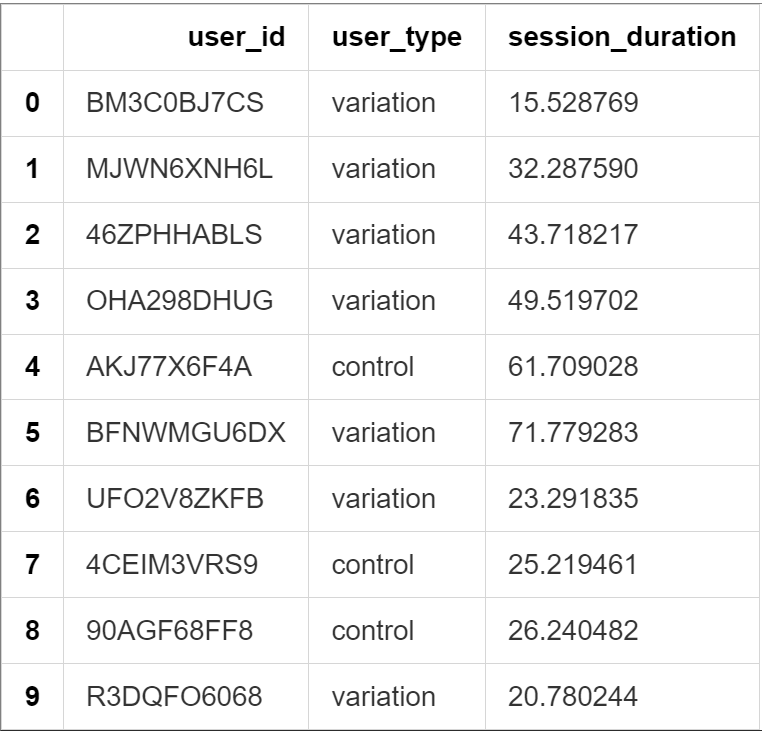 user_id user_type session_duration
0 BM3C0BJ7CS variation 15.528769
1 MJWN6XNH6L variation 32.287590
2 46ZPHHABLS variation 43.718217
3 OHA298DHUG variation 49.519702
4 AKJ77X6F4A control 61.709028
5 BFNWMGU6DX variation 71.779283
6 UFO2V8ZKFB variation 23.291835
7 4CEIM3VRS9 control 25.219461
8 90AGF68FF8 control 26.240482
9 R3DQFO6068 variation 20.780244